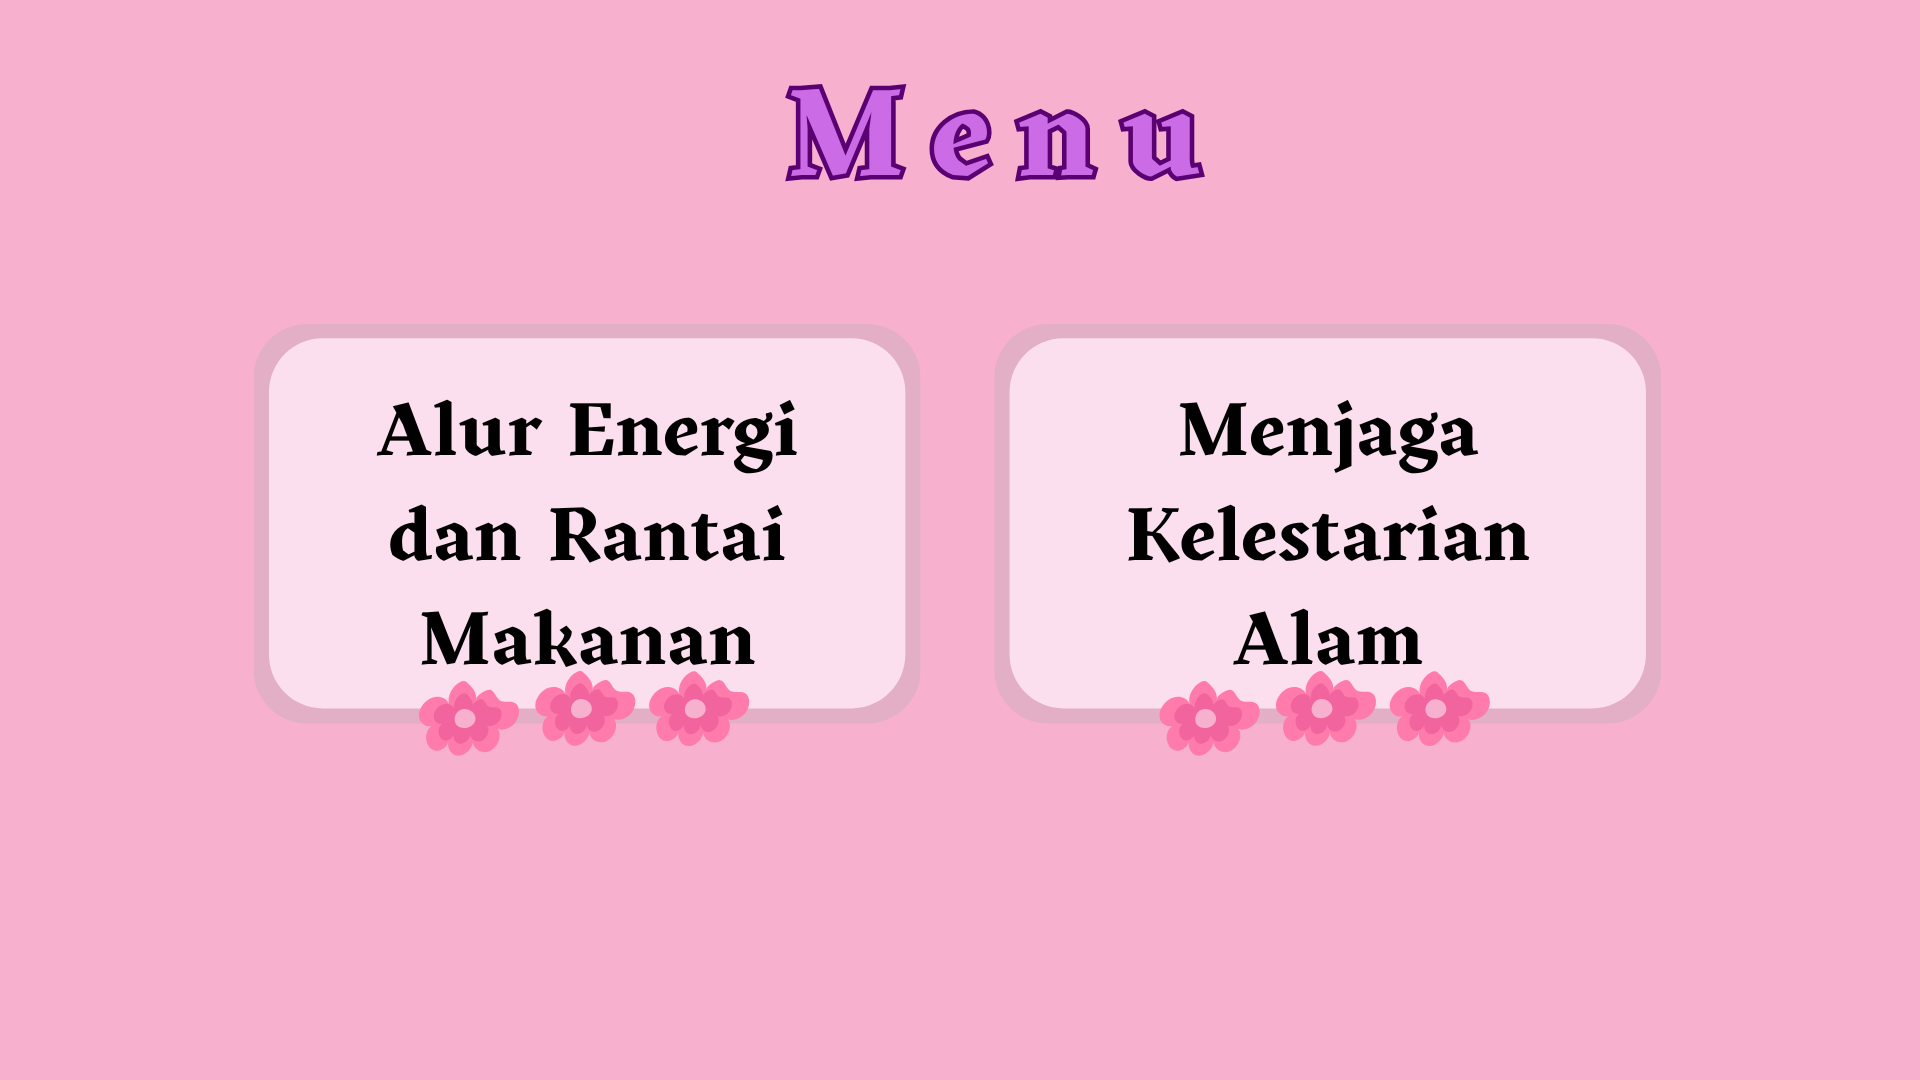 Menu
Alur Energi
dan Rantai
Makanan
Menjaga
Kelestarian
Alam